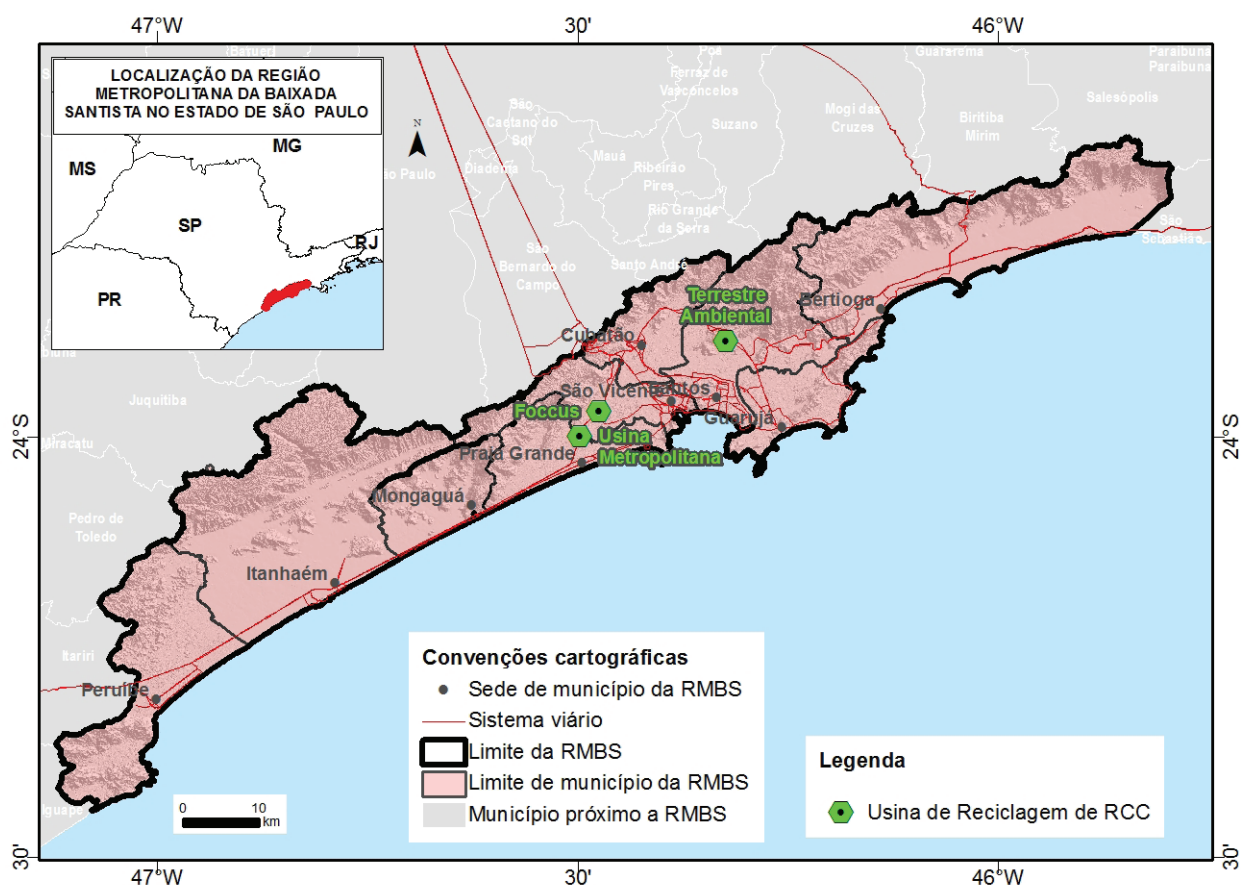 47°W
30'
46°W
LOCALIZAÇÃO DA REGIÃO
METROPOLITANA DA BAIXADA
SANTISTA NO ESTADO DE SÃO PAULO
MS
MG
SP
RJ
PR
N
Guararema
Paraibuna
Paraibuna
Ferraz de
Vasconcelos
Salesópolis
São
Caetano do
Sul
Suzano
Mogi das
Cruzes
Biritiba
Mirim
Mauá
Diadema
São Paulo
Ribeirão
Pires
Rio Grande
da Serra
São
Sebastião
São
Bernardo do
Campo
Santo André
Terrestre
Ambiental
Bertioga
Cubatão
São Vicente
Santos
Juquitiba
Foccus
Guarujá
24°S
24°S
Miracatu
Usina
Metropolitana
Praia Grande
Mongaguá
Pedro de
Toledo
Itanhaém
Itariri
Peruíbe
Iguape
0 10
km
Convenções cartográficas
Sede de município da RMBS
Sistema viário
Limite da RMBS
Limite de município da RMBS
Município próximo a RMBS
Legenda
Usina de Reciclagem de RCC
30'
30'
47°W
30'
46°W